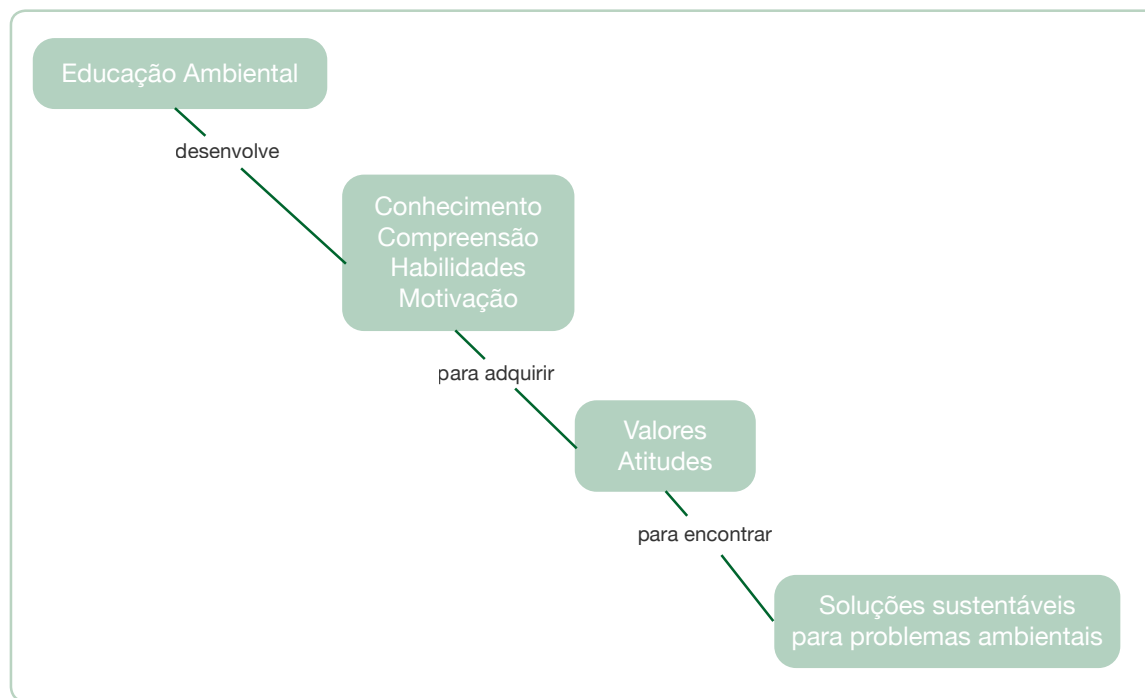 Educação Ambiental
desenvolve
Conhecimento
Compreensão
Habilidades
Motivação
para adquirir
Valores
Atitudes
para encontrar
Soluções sustentáveis
para problemas ambientais